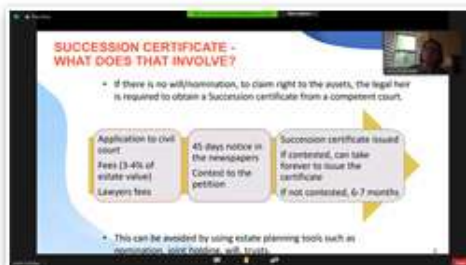 SUCCESSION CERTIFICATE -
WHAT DOES THAT INVOLVE?
• If there is no will/nomination, to claim right to the assets, the legal heir
is required to obtain a Succession certificate from a competent court.
Application to civil
court
Fees (3-4% of
estate value)
Lawyers fees
45 days notice in
the newspapers
Contest to the
petition
Succession certificate issued
If contested, can take
forever to issue the
certificate
If not contested, 6-7 months
• This can be avoided by using estate planning tools such as
nomination, joint holding, will, trusts.